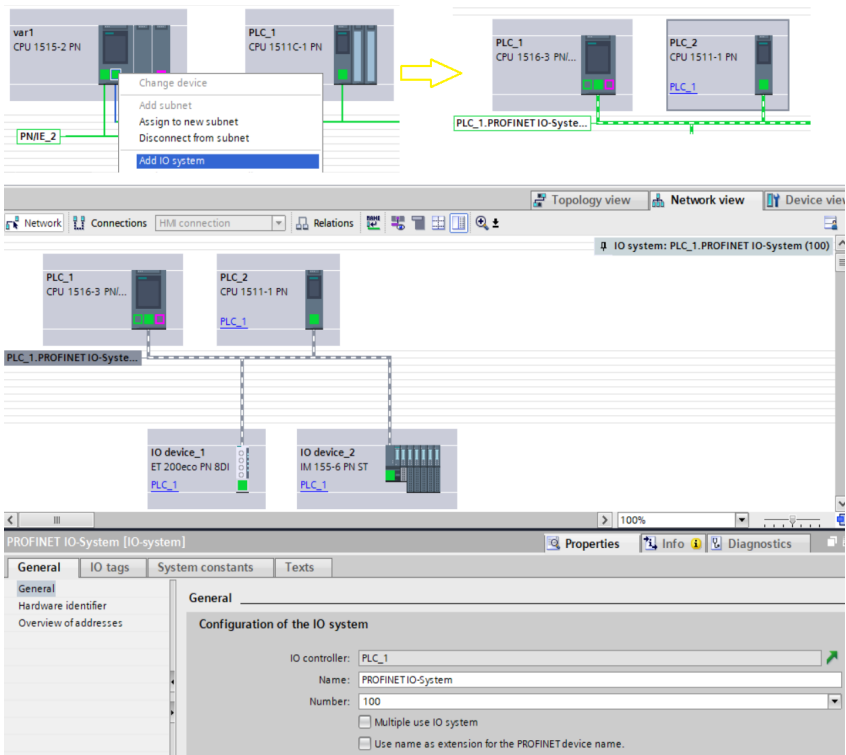 var1
CPU 1515-2 PN
PLC_1
CPU 1511C-1 PN
Change device
Add subnet
Assign to new subnet
Disconnect from subnet
Add IO system
PN/IE_2
PLC_1
CPU 1516-3 PN/...
PLC_2
CPU 1511-1 PN
PLC_1
PLC_1.PROFINET IO-Syste...
Topology view
Network view
Device view
Network
Connections
HMI connection
Relations
IO system: PLC_1.PROFINET IO-System (100)
PLC_1
CPU 1516-3 PN/...
PLC_2
CPU 1511-1 PN
PLC_1
PLC_1.PROFINET IO-Syste...
IO device_1
ET 200eco PN 8DI
PLC_1
IO device_2
IM 155-6 PN ST
PLC_1
100%
PROFINET IO-System [IO-system]
Properties
Info
Diagnostics
General
IO tags
System constants
Texts
General
Hardware identifier
Overview of addresses
General
Configuration of the IO system
IO controller: PLC_1
Name: PROFINET IO-System
Number: 100
Multiple use IO system
Use name as extension for the PROFINET device name.